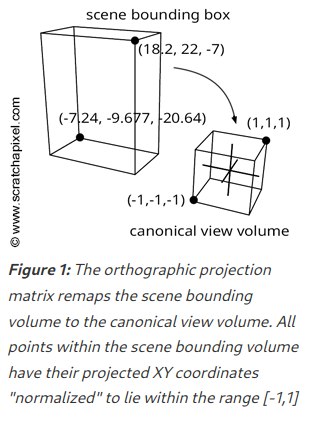 scene bounding box
(18.2, 22, -7)
(-7.24, -9.677, -20.64)
(1,1,1)
(-1,-1,-1)
canonical view volume
© www.scratchapixel.com
Figure 1: The orthographic projection
matrix remaps the scene bounding
volume to the canonical view volume. All
points within the scene bounding volume
have their projected XY coordinates
"normalized" to lie within the range [-1,1]